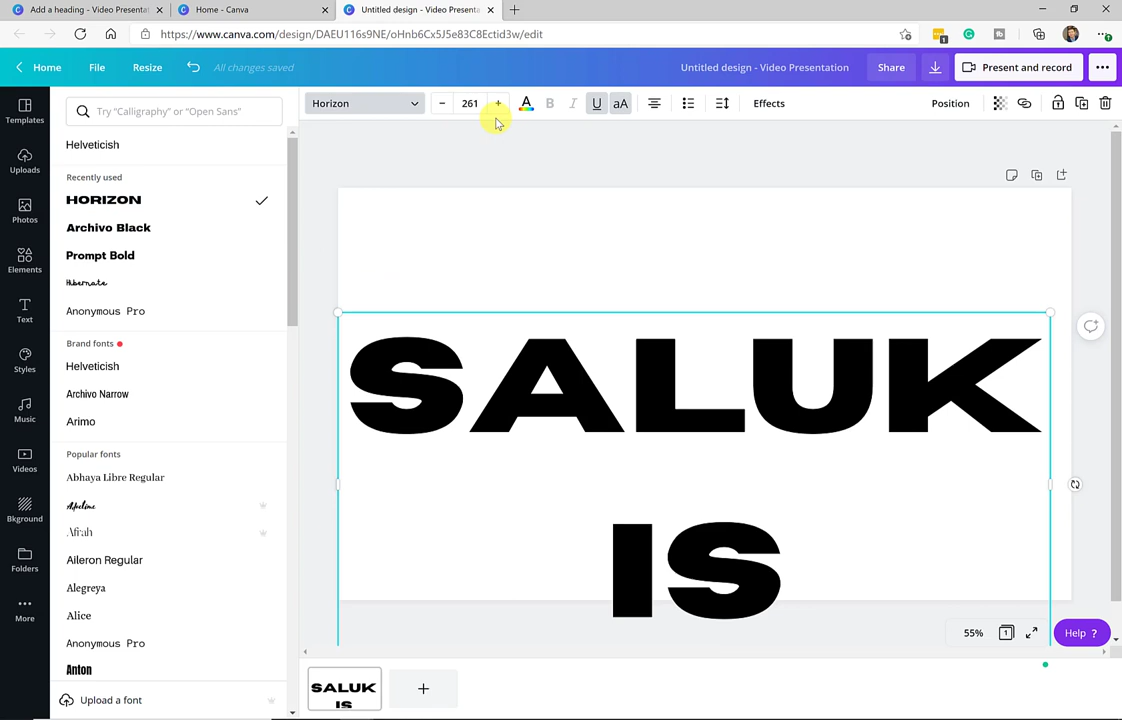 Add a heading - Video Presentat
Home - Canva
Untitled design - Video Presenta
https://www.canva.com/design/DAEU116s9NE/oHnb6Cx5J5e83C8Ectid3w/edit
1
Home
File
Resize
All changes saved
Untitled design - Video Presentation
Share
Present and record
Horizon
261
A
B
I
U
aA
Effects
Position
Templates
Uploads
Photos
Elements
Text
Styles
Music
Videos
Bkground
Folders
More
Try "Calligraphy" or "Open Sans"
Helveticish
Recently used
HORIZON
Archivo Black
Prompt Bold
Hibernate
Anonymous Pro
Brand fonts
Helveticish
Archivo Narrow
Arimo
Popular fonts
Abhaya Libre Regular
Afrah
Aileron Regular
Alegreya
Alice
Anonymous Pro
Anton
Upload a font
SALUK
IS
55%
1
Help ?
SALUK
IS